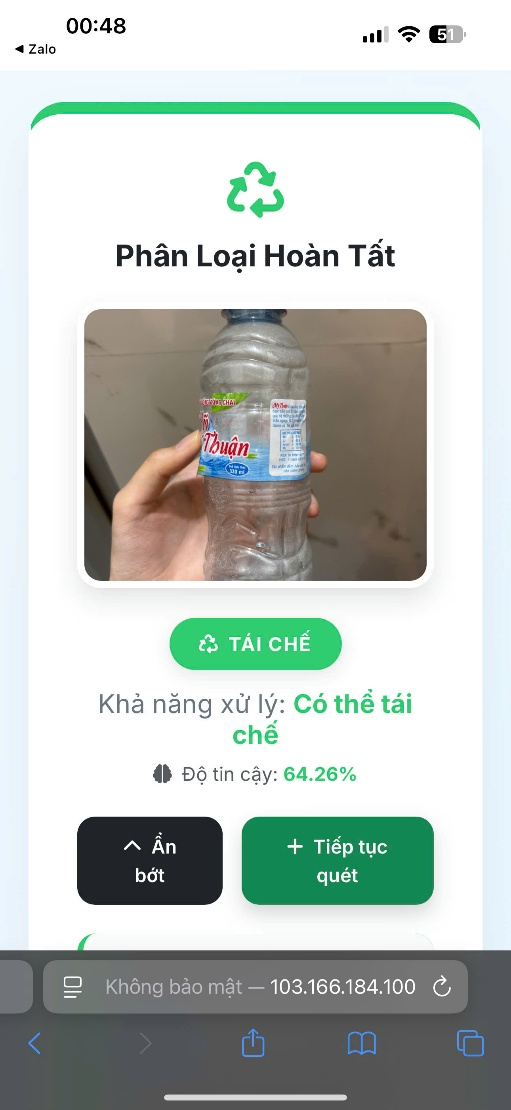 00:48
51
◀ Zalo
Phân Loại Hoàn Tất
Thuận
TÁI CHẾ
Khả năng xử lý: Có thể tái
chế
Độ tin cậy: 64.26%
Ẩn
bớt
Tiếp tục
quét
Không bảo mật — 103.166.184.100